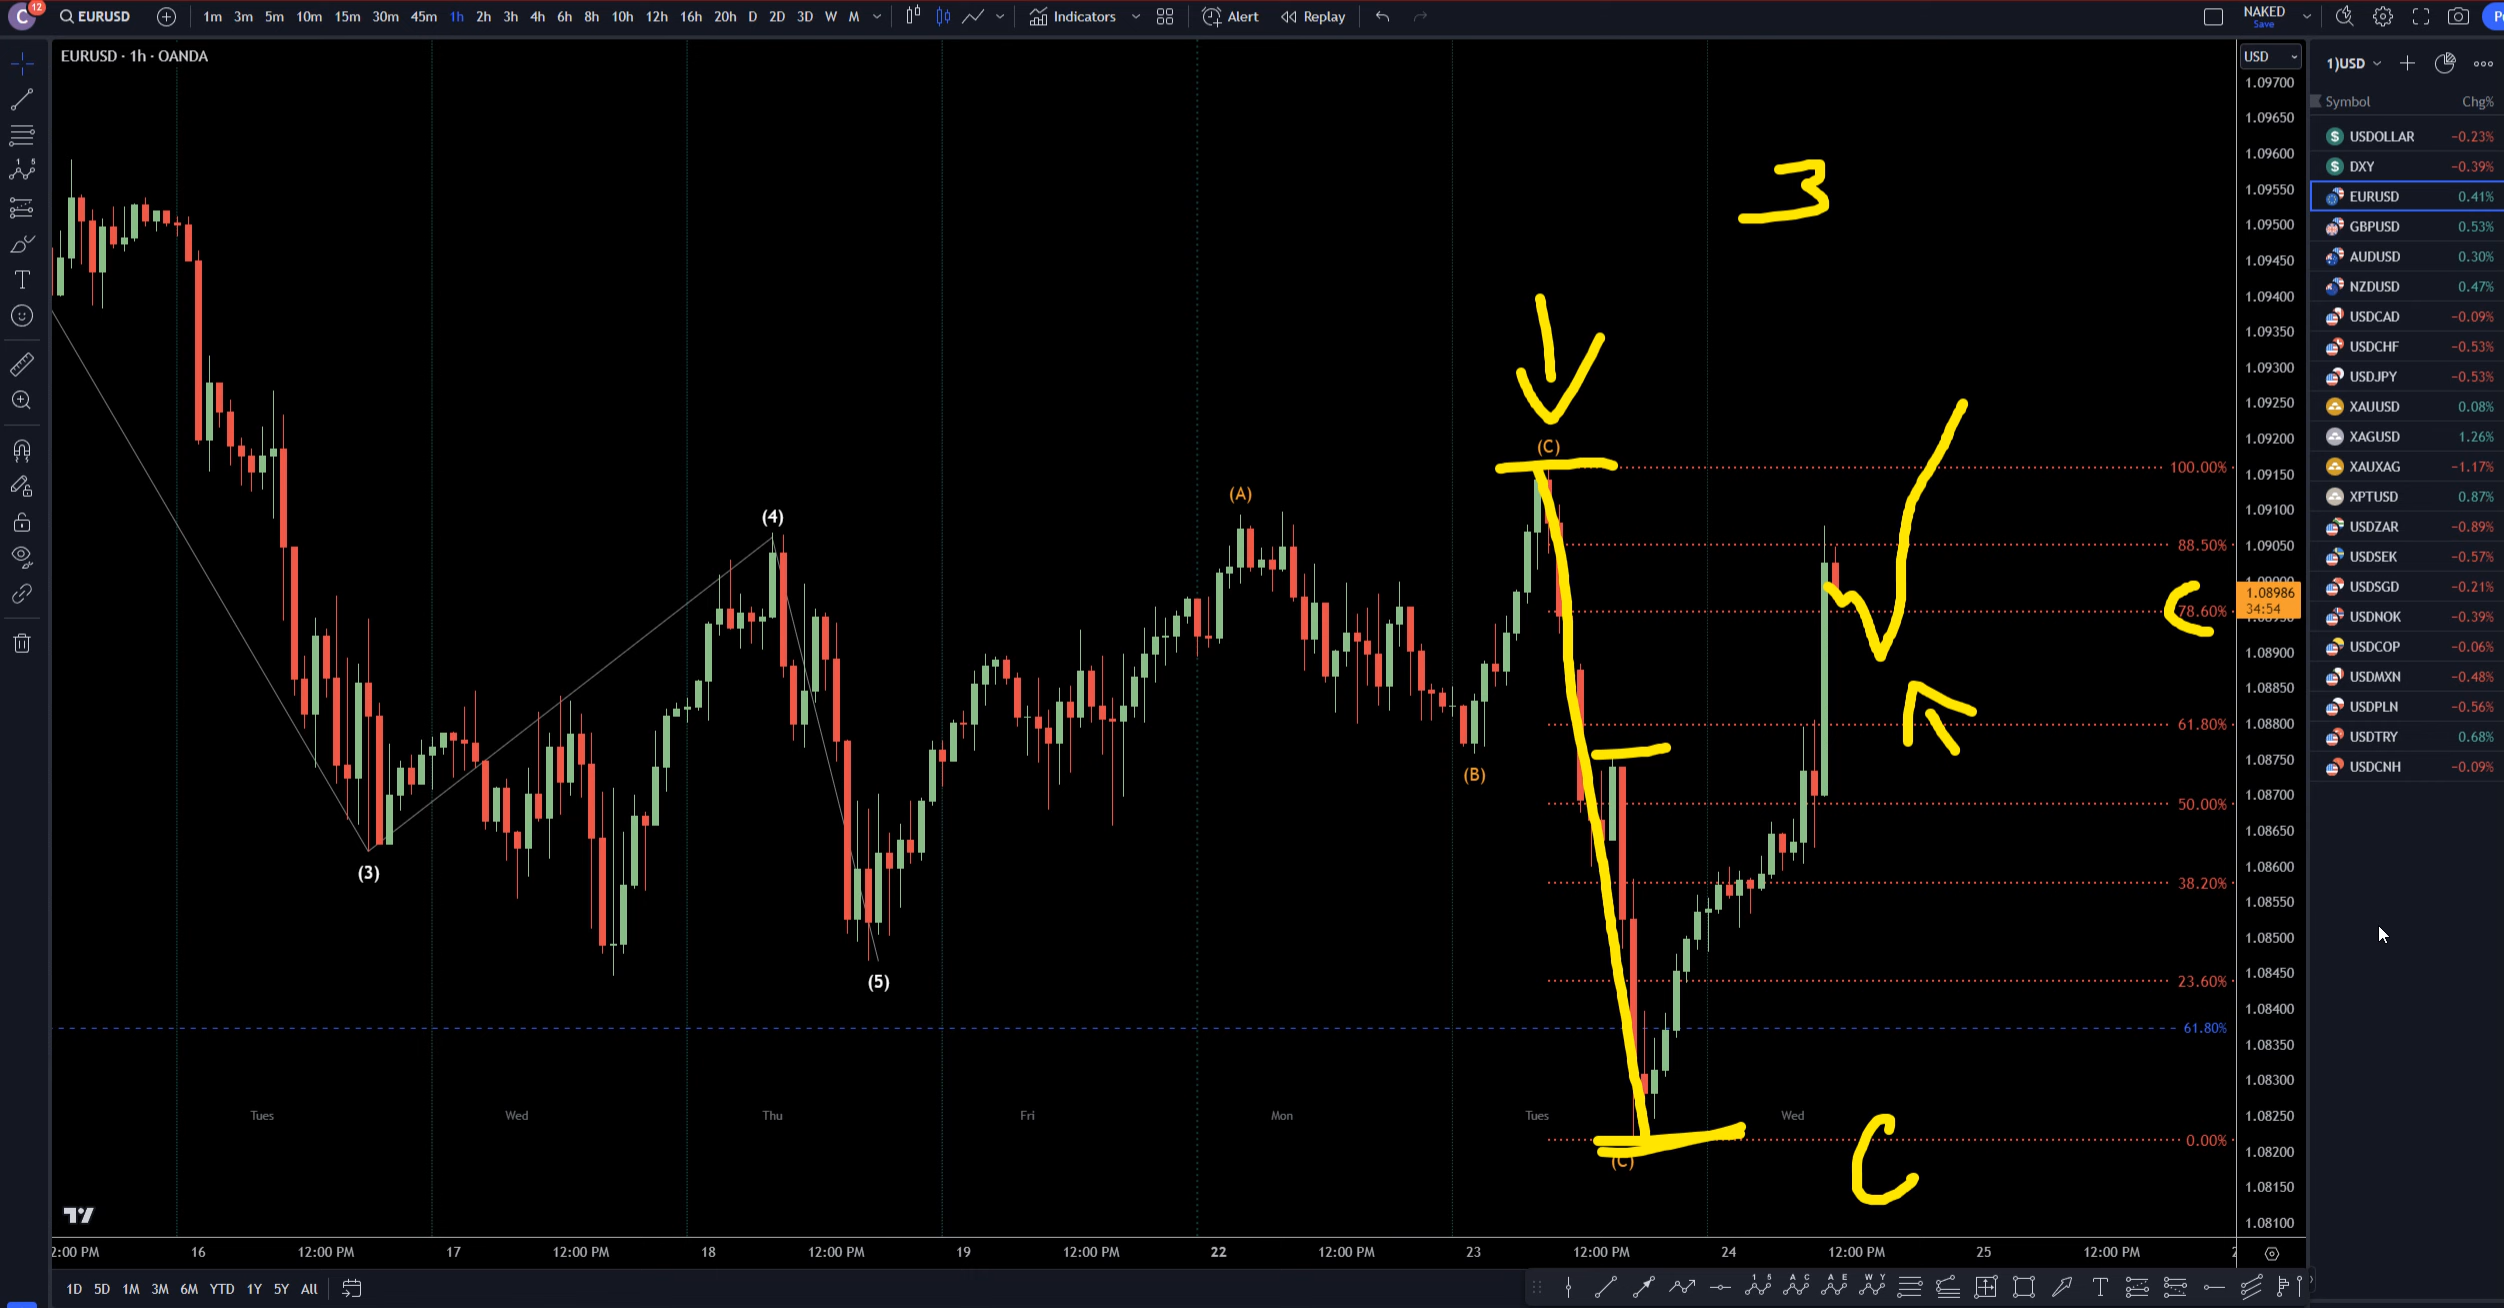 C 12 EURUSD 1m 3m 5m 10m 15m 30m 45m 1h 2h 3h 4h 6h 8h 10h 12h 16h 20h D 2D 3D W M Indicators Alert Replay NAKED
Save
EURUSD · 1h · OANDA
USD
1)USD
Symbol Chg%
1.09700
1.09650
1.09600
1.09550
1.09500
1.09450
1.09400
1.09350
1.09300
1.09250
1.09200
1.09150
1.09100
1.09050
1.08986
34:54
1.08900
1.08850
1.08800
1.08750
1.08700
1.08650
1.08600
1.08550
1.08500
1.08450
1.08400
1.08350
1.08300
1.08250
1.08200
1.08150
1.08100
USDOLLAR −0.23%
DXY −0.39%
EURUSD 0.41%
GBPUSD 0.53%
AUDUSD 0.30%
NZDUSD 0.47%
USDCAD −0.09%
USDCHF −0.53%
USDJPY −0.53%
XAUUSD 0.08%
XAGUSD 1.26%
XAUXAG −1.17%
XPTUSD 0.87%
USDZAR −0.89%
USDSEK −0.57%
USDSGD −0.21%
USDNOK −0.39%
USDCOP −0.06%
USDMXN −0.48%
USDPLN −0.56%
USDTRY 0.68%
USDCNH −0.09%
3
(C)
100.00%
(A)
(4)
88.50%
78.60%
C
61.80%
(B)
50.00%
(3)
38.20%
(5)
23.60%
61.80%
Tues Wed Thu Fri Mon Tues Wed
0.00%
(C)
C
2:00 PM 16 12:00 PM 17 12:00 PM 18 12:00 PM 19 12:00 PM 22 12:00 PM 23 12:00 PM 24 12:00 PM 25 12:00 PM
1D 5D 1M 3M 6M YTD 1Y 5Y All